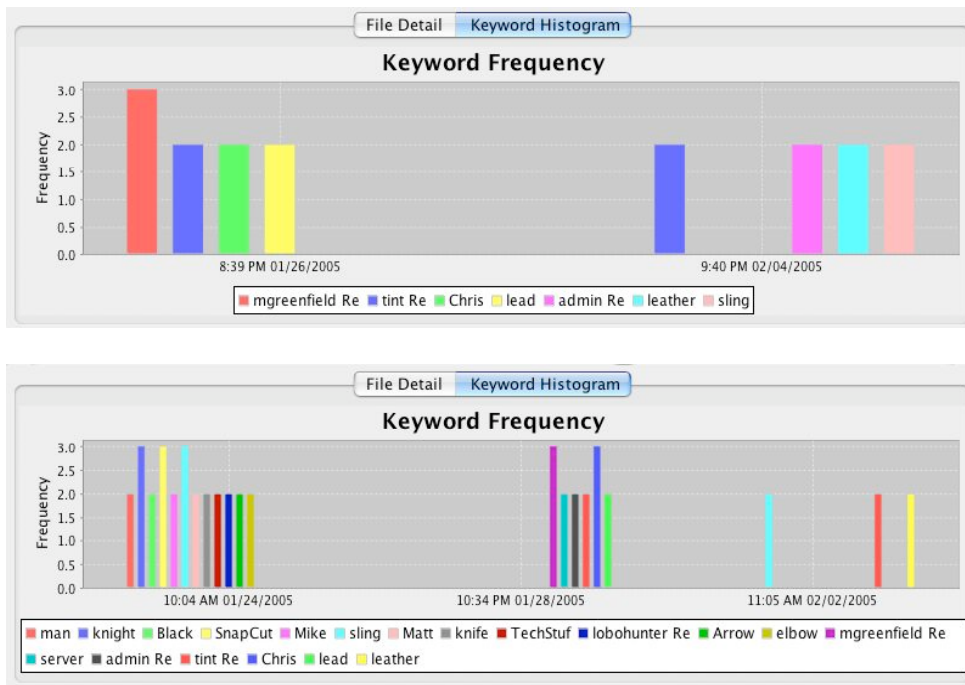 File Detail Keyword Histogram
Keyword Frequency
3.0
2.5
2.0
1.5
1.0
0.5
0.0
Frequency
8:39 PM 01/26/2005 9:40 PM 02/04/2005
mgreenfield Re tint Re Chris lead admin Re leather sling
File Detail Keyword Histogram
Keyword Frequency
3.0
2.5
2.0
1.5
1.0
0.5
0.0
Frequency
10:04 AM 01/24/2005 10:34 PM 01/28/2005 11:05 AM 02/02/2005
man knight Black SnapCut Mike sling Matt knife TechStuf lobohunter Re Arrow elbow mgreenfield Re
server admin Re tint Re Chris lead leather